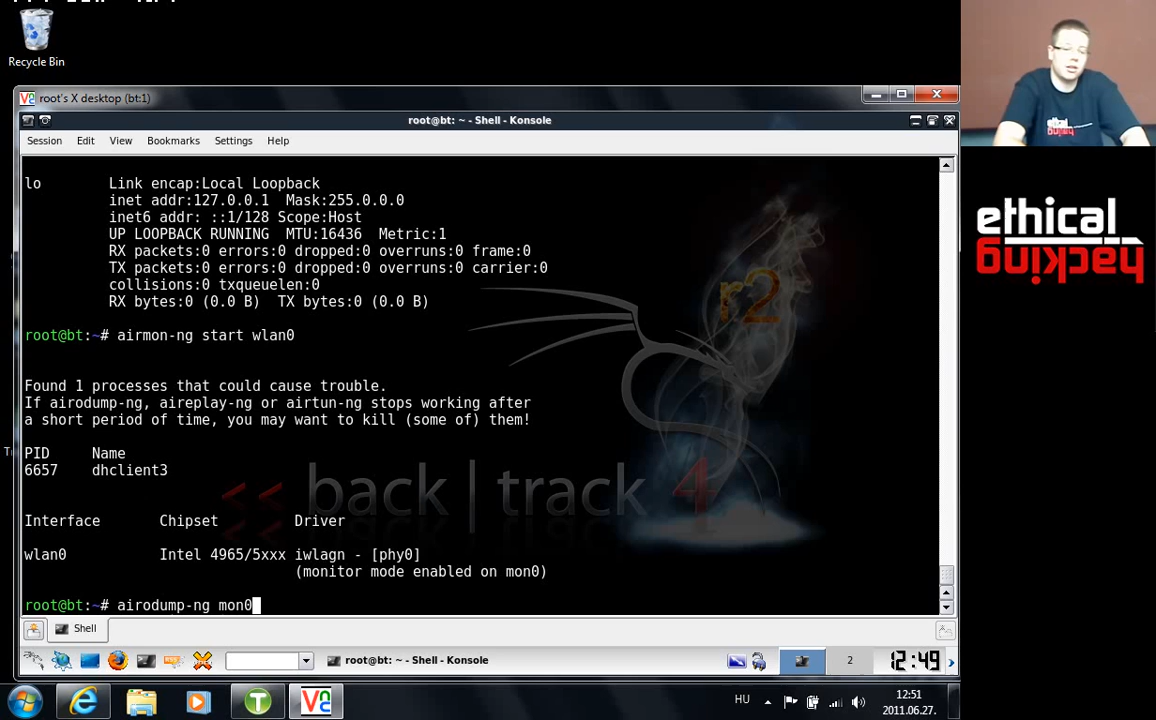 Recycle Bin
root's X desktop (bt:1)
root@bt: ~ - Shell - Konsole
Session Edit View Bookmarks Settings Help
lo Link encap:Local Loopback
inet addr:127.0.0.1 Mask:255.0.0.0
inet6 addr: ::1/128 Scope:Host
UP LOOPBACK RUNNING MTU:16436 Metric:1
RX packets:0 errors:0 dropped:0 overruns:0 frame:0
TX packets:0 errors:0 dropped:0 overruns:0 carrier:0
collisions:0 txqueuelen:0
RX bytes:0 (0.0 B) TX bytes:0 (0.0 B)
root@bt:~# airmon-ng start wlan0
Found 1 processes that could cause trouble.
If airodump-ng, aireplay-ng or airtun-ng stops working after
a short period of time, you may want to kill (some of) them!
PID Name
6657 dhclient3
Interface Chipset Driver
wlan0 Intel 4965/5xxx iwlagn - [phy0]
(monitor mode enabled on mon0)
root@bt:~# airodump-ng mon0
r2
<< back | track 4
Shell
root@bt: ~ - Shell - Konsole
2
12:49
HU
12:51
2011.06.27.
ethical
hacking
ethical
hacking